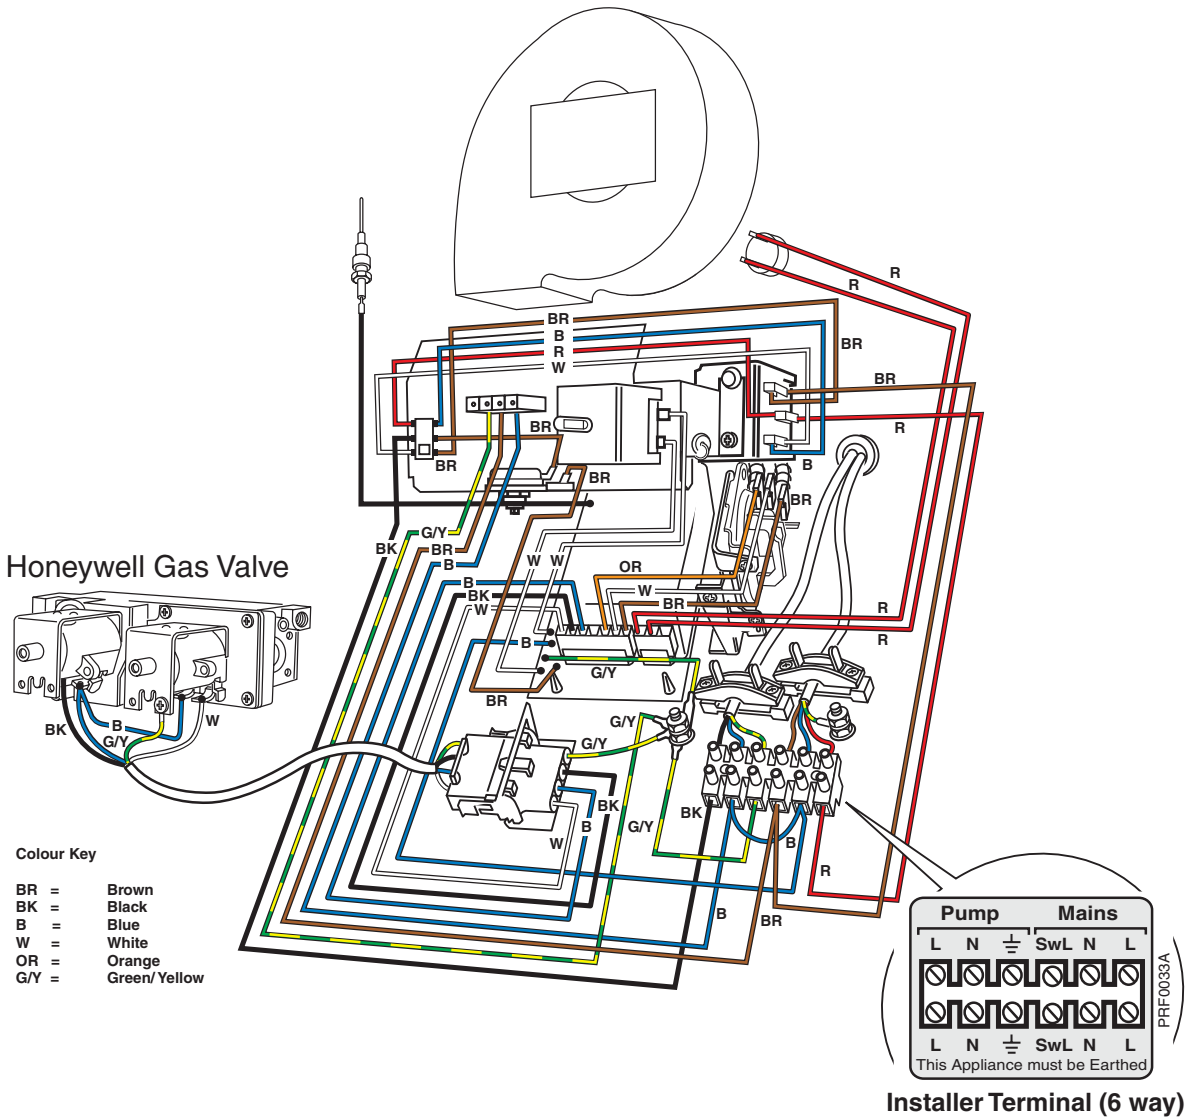 R
R
BR
B
R
W
BR
BR
R
BR
BR
B
BR
BR
G/Y
BK
BR
B
W
W
OR
B
BK
W
W
BR
R
R
B
G/Y
BR
Honeywell Gas Valve
BK
B
G/Y
W
G/Y
G/Y
BK
B
W
G/Y
BK
B
R
B
BR
Colour Key
BR = Brown
BK = Black
B = Blue
W = White
OR = Orange
G/Y = Green/Yellow
Pump Mains
L N SwL N L
L N SwL N L
This Appliance must be Earthed
PRF0033A
Installer Terminal (6 way)